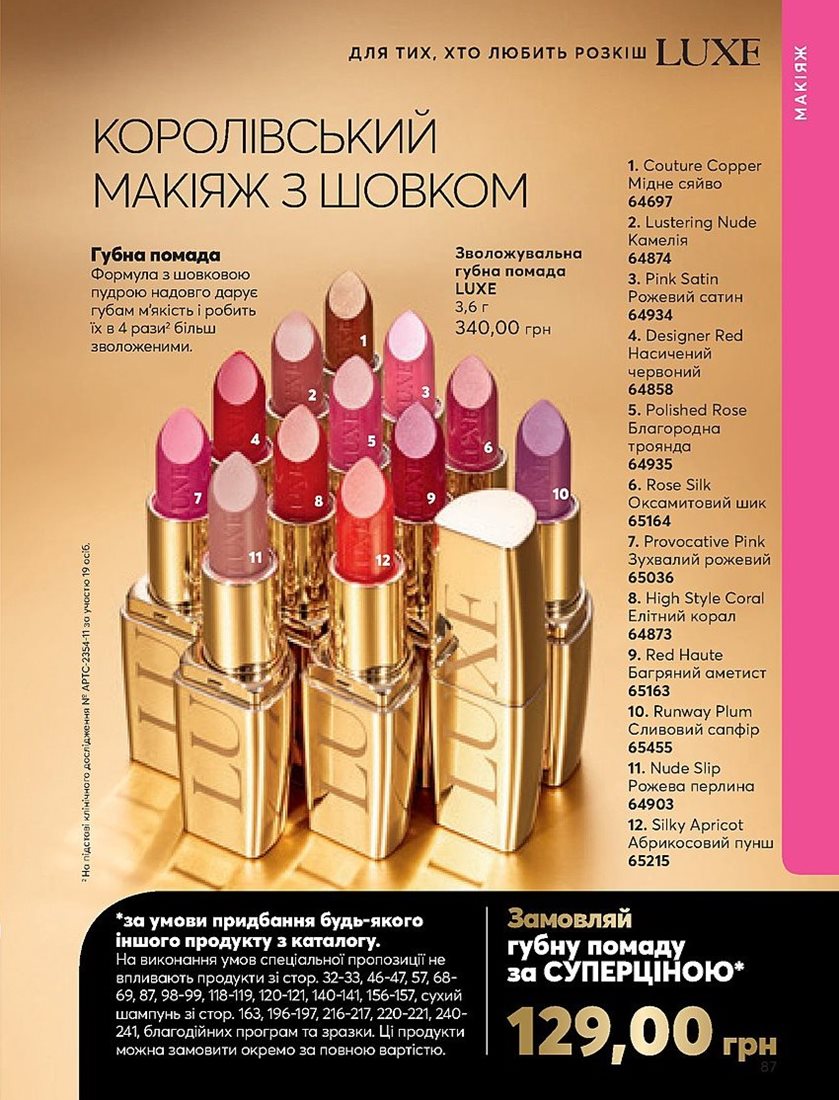 ДЛЯ ТИХ, ХТО ЛЮБИТЬ РОЗКІШ LUXE
МАКІЯЖ
КОРОЛІВСЬКИЙ
МАКІЯЖ З ШОВКОМ
Губна помада
Формула з шовковою
пудрою надовго дарує
губам м'якість і робить
їх в 4 рази² більш
зволоженими.
Зволожувальна
губна помада
LUXE
3,6 г
340,00 грн
1. Couture Copper
Мідне сяйво
64697
2. Lustering Nude
Камелія
64874
3. Pink Satin
Рожевий сатин
64934
4. Designer Red
Насичений
червоний
64858
5. Polished Rose
Благородна
троянда
64935
6. Rose Silk
Оксамитовий шик
65164
7. Provocative Pink
Зухвалий рожевий
65036
8. High Style Coral
Елітний корал
64873
9. Red Haute
Багряний аметист
65163
10. Runway Plum
Сливовий сапфір
65455
11. Nude Slip
Рожева перлина
64903
12. Silky Apricot
Абрикосовий пунш
65215
1
2
3
4
5
6
7
8
9
10
11
12
LUXE
LUXE
LUXE
LUXE
² На підставі клінічного дослідження № APTC-2354-11 за участю 19 осіб.
*за умови придбання будь-якого
іншого продукту з каталогу.
На виконання умов спеціальної пропозиції не
впливають продукти зі стор. 32-33, 46-47, 57, 68-
69, 87, 98-99, 118-119, 120-121, 140-141, 156-157, сухий
шампунь зі стор. 163, 196-197, 216-217, 220-221, 240-
241, благодійних програм та зразки. Ці продукти
можна замовити окремо за повною вартістю.
Замовляй
губну помаду
за СУПЕРЦІНОЮ*
129,00 грн
87